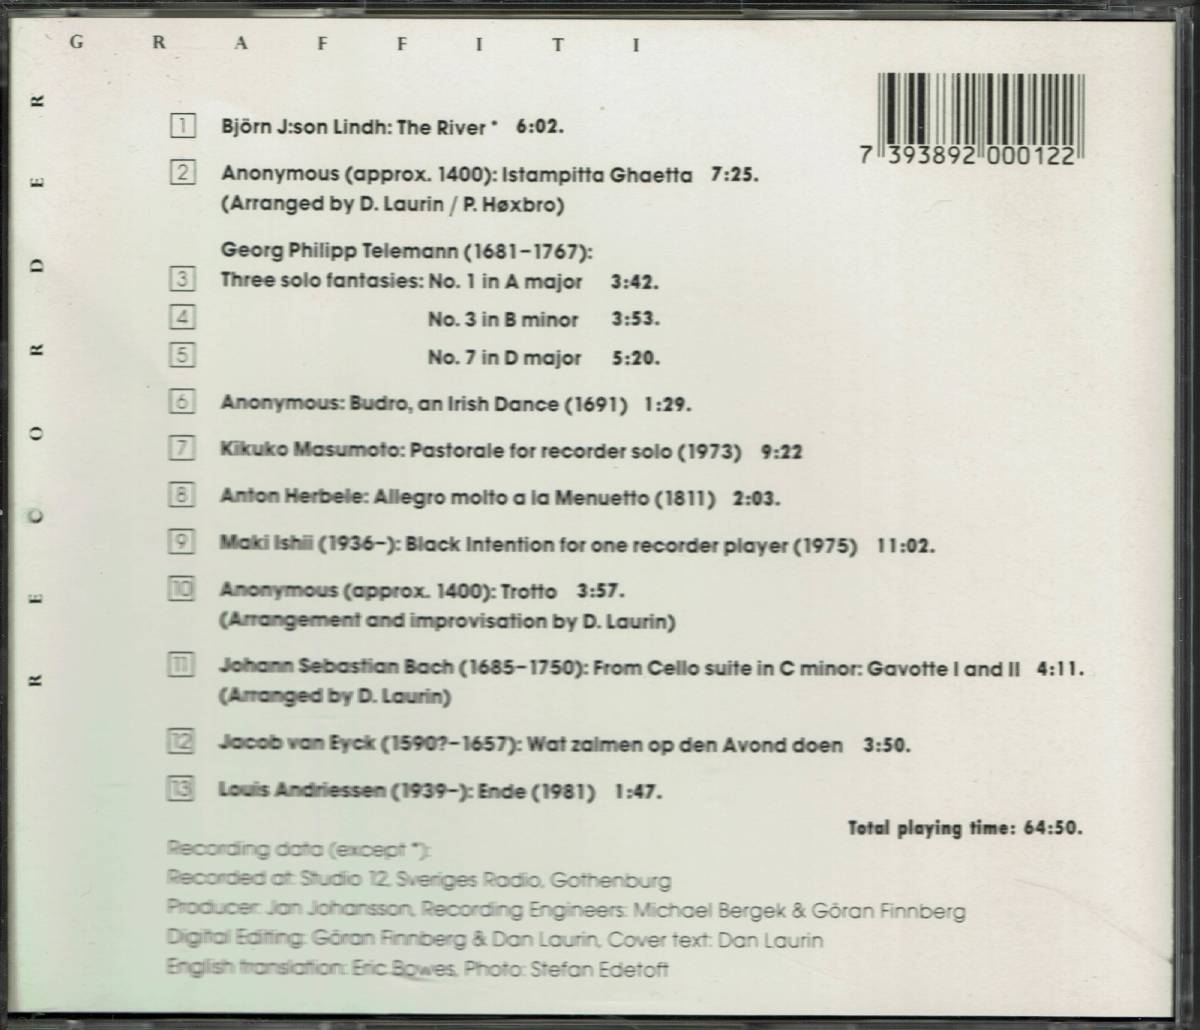 G R A F F I T I
R E C O R D E R
7 393892 000122
1 Björn J:son Lindh: The River * 6:02.
2 Anonymous (approx. 1400): Istampitta Ghaetta 7:25.
(Arranged by D. Laurin / P. Høxbro)
Georg Philipp Telemann (1681–1767):
3 Three solo fantasies: No. 1 in A major 3:42.
4 No. 3 in B minor 3:53.
5 No. 7 in D major 5:20.
6 Anonymous: Budro, an Irish Dance (1691) 1:29.
7 Kikuko Masumoto: Pastorale for recorder solo (1973) 9:22
8 Anton Herbele: Allegro molto a la Menuetto (1811) 2:03.
9 Maki Ishii (1936–): Black Intention for one recorder player (1975) 11:02.
10 Anonymous (approx. 1400): Trotto 3:57.
(Arrangement and improvisation by D. Laurin)
11 Johann Sebastian Bach (1685–1750): From Cello suite in C minor: Gavotte I and II 4:11.
(Arranged by D. Laurin)
12 Jacob van Eyck (1590?–1657): Wat zalmen op den Avond doen 3:50.
13 Louis Andriessen (1939–): Ende (1981) 1:47.
Total playing time: 64:50.
Recording data (except *):
Recorded at: Studio 12, Sveriges Radio, Gothenburg
Producer: Jan Johansson, Recording Engineers: Michael Bergek & Göran Finnberg
Digital Editing: Göran Finnberg & Dan Laurin, Cover text: Dan Laurin
English translation: Eric Bowes, Photo: Stefan Edetoft